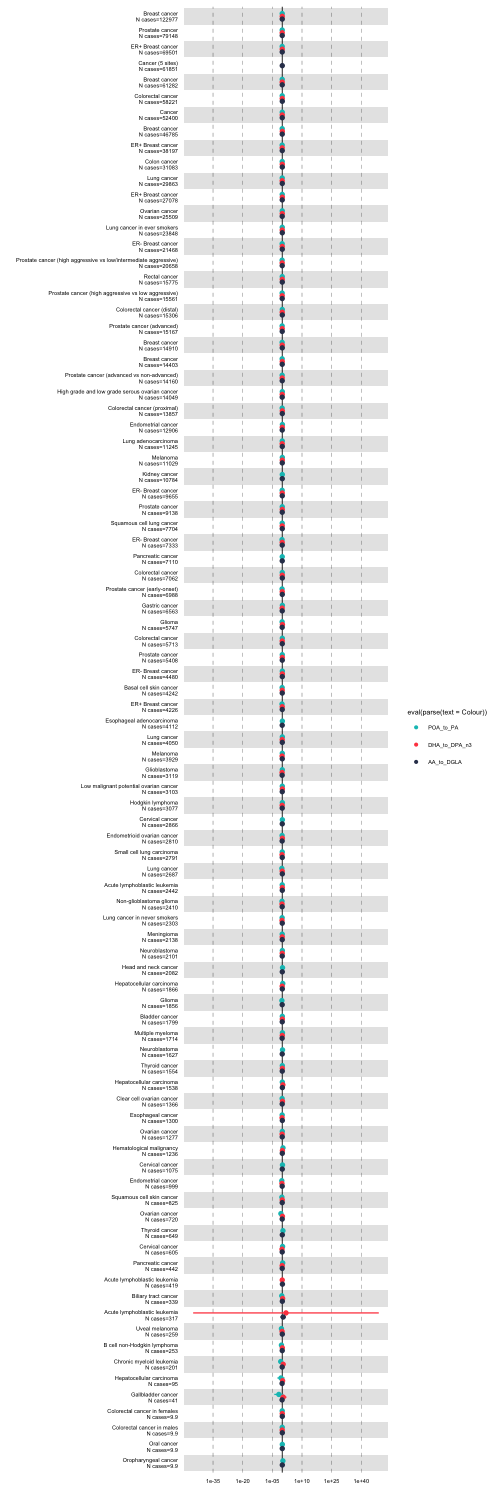 Breast cancer
N cases=122977
Prostate cancer
N cases=79148
ER+ Breast cancer
N cases=69501
Cancer (5 sites)
N cases=61851
Breast cancer
N cases=61282
Colorectal cancer
N cases=58221
Cancer
N cases=52400
Breast cancer
N cases=46785
ER+ Breast cancer
N cases=38197
Colon cancer
N cases=31083
Lung cancer
N cases=29863
ER+ Breast cancer
N cases=27078
Ovarian cancer
N cases=25509
Lung cancer in ever smokers
N cases=23848
ER- Breast cancer
N cases=21468
Prostate cancer (high aggressive vs low/intermediate aggressive)
N cases=20658
Rectal cancer
N cases=15775
Prostate cancer (high aggressive vs low aggressive)
N cases=15561
Colorectal cancer (distal)
N cases=15306
Prostate cancer (advanced)
N cases=15167
Breast cancer
N cases=14910
Breast cancer
N cases=14403
Prostate cancer (advanced vs non-advanced)
N cases=14160
High grade and low grade serous ovarian cancer
N cases=14049
Colorectal cancer (proximal)
N cases=13857
Endometrial cancer
N cases=12906
Lung adenocarcinoma
N cases=11245
Melanoma
N cases=11029
Kidney cancer
N cases=10784
ER- Breast cancer
N cases=9655
Prostate cancer
N cases=9138
Squamous cell lung cancer
N cases=7704
ER- Breast cancer
N cases=7333
Pancreatic cancer
N cases=7110
Colorectal cancer
N cases=7062
Prostate cancer (early-onset)
N cases=6988
Gastric cancer
N cases=6563
Glioma
N cases=5747
Colorectal cancer
N cases=5713
Prostate cancer
N cases=5408
ER- Breast cancer
N cases=4480
Basal cell skin cancer
N cases=4242
ER+ Breast cancer
N cases=4226
Esophageal adenocarcinoma
N cases=4112
Lung cancer
N cases=4050
Melanoma
N cases=3929
Glioblastoma
N cases=3119
Low malignant potential ovarian cancer
N cases=3103
Hodgkin lymphoma
N cases=3077
Cervical cancer
N cases=2866
Endometrioid ovarian cancer
N cases=2810
Small cell lung carcinoma
N cases=2791
Lung cancer
N cases=2687
Acute lymphoblastic leukemia
N cases=2442
Non-glioblastoma glioma
N cases=2410
Lung cancer in never smokers
N cases=2303
Meningioma
N cases=2138
Neuroblastoma
N cases=2101
Head and neck cancer
N cases=2082
Hepatocellular carcinoma
N cases=1866
Glioma
N cases=1856
Bladder cancer
N cases=1799
Multiple myeloma
N cases=1714
Neuroblastoma
N cases=1627
Thyroid cancer
N cases=1554
Hepatocellular carcinoma
N cases=1538
Clear cell ovarian cancer
N cases=1366
Esophageal cancer
N cases=1300
Ovarian cancer
N cases=1277
Hematological malignancy
N cases=1236
Cervical cancer
N cases=1075
Endometrial cancer
N cases=999
Squamous cell skin cancer
N cases=825
Ovarian cancer
N cases=720
Thyroid cancer
N cases=649
Cervical cancer
N cases=605
Pancreatic cancer
N cases=442
Acute lymphoblastic leukemia
N cases=419
Biliary tract cancer
N cases=339
Acute lymphoblastic leukemia
N cases=317
Uveal melanoma
N cases=259
B cell non-Hodgkin lymphoma
N cases=253
Chronic myeloid leukemia
N cases=201
Hepatocellular carcinoma
N cases=95
Gallbladder cancer
N cases=41
Colorectal cancer in females
N cases=9.9
Colorectal cancer in males
N cases=9.9
Oral cancer
N cases=9.9
Oropharyngeal cancer
N cases=9.9
1e-35 1e-20 1e-05 1e+10 1e+25 1e+40
eval(parse(text = Colour))
POA_to_PA
DHA_to_DPA_n3
AA_to_DGLA